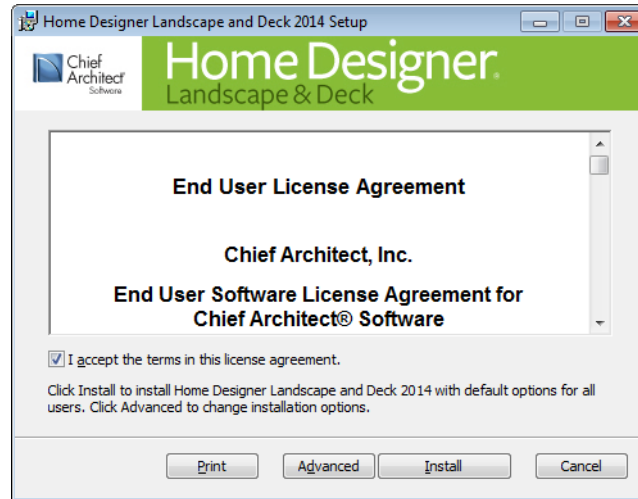 Home Designer Landscape and Deck 2014 Setup
Chief
Architect
Software
Home Designer.
Landscape & Deck
End User License Agreement
Chief Architect, Inc.
End User Software License Agreement for
Chief Architect® Software
I accept the terms in this license agreement.
Click Install to install Home Designer Landscape and Deck 2014 with default options for all
users. Click Advanced to change installation options.
Print Advanced Install Cancel